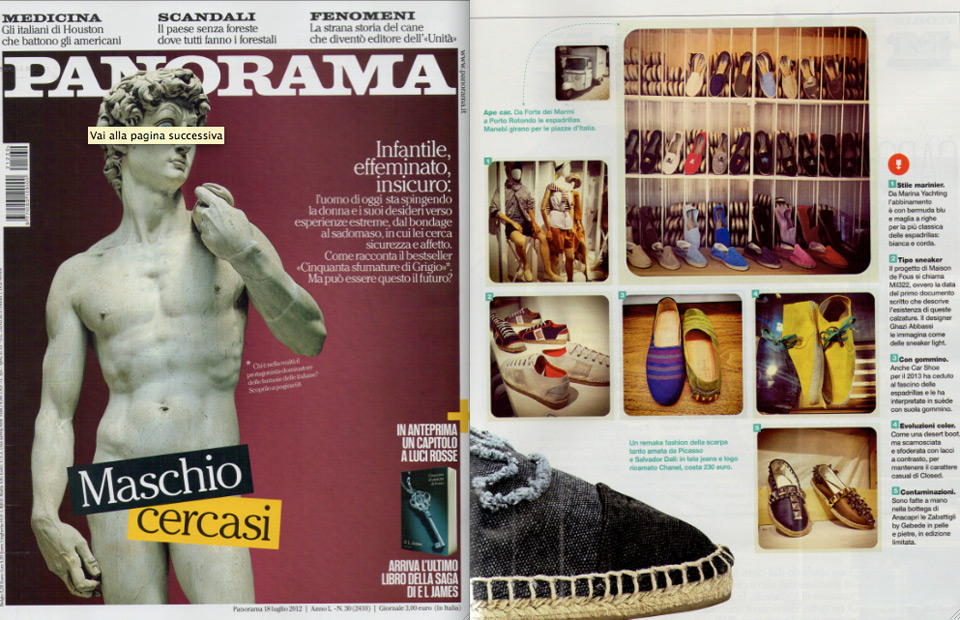 MEDICINA
Gli italiani di Houston
che battono gli americani
SCANDALI
Il paese senza foreste
dove tutti fanno i forestali
FENOMENI
La strana storia del cane
che diventò editore dell'«Unità»
PANORAMA
www.panorama.it
Vai alla pagina successiva
Infantile,
effeminato,
insicuro:
l'uomo di oggi sta spingendo
la donna e i suoi desideri verso
esperienze estreme, dal bondage
al sadomaso, in cui lei cerca
sicurezza e affetto.
Come racconta il bestseller
«Cinquanta sfumature di Grigio»*.
Ma può essere questo il futuro?
* Chi è nella realtà il
protagonista-dominatore
delle fantasie delle italiane?
Scoprilo a pagina 68
Maschio
cercasi
+
IN ANTEPRIMA
UN CAPITOLO
A LUCI ROSSE
E L James
ARRIVA L'ULTIMO
LIBRO DELLA SAGA
DI E L JAMES
Panorama 18 luglio 2012 | Anno L - N. 30 (2410) | Giornale 3,00 euro (In Italia)
Ape car. Da Forte dei Marmi
a Porto Rotondo le espadrillas
Manebì girano per le piazze d'Italia.
1
2
3
4
5
Un remake fashion della scarpa
tanto amata da Picasso
e Salvador Dalì: in tela jeans e logo
ricamato Chanel, costa 230 euro.
1 Stile marinier.
Da Marina Yachting
l'abbinamento
è con bermuda blu
e maglia a righe
per la più classica
delle espadrillas:
bianca e corda.
2 Tipo sneaker
Il progetto di Maison
de Fous si chiama
Mil322, ovvero la data
del primo documento
scritto che descrive
l'esistenza di queste
calzature. Il designer
Ghazi Abbassi
le immagina come
delle sneaker light.
3 Con gommino.
Anche Car Shoe
per il 2013 ha ceduto
al fascino delle
espadrillas e le ha
interpretate in suède
con suola gommino.
4 Evoluzioni color.
Come una desert boot,
ma scamosciata
e sfoderata con lacci
a contrasto, per
mantenere il carattere
casual di Closed.
5 Contaminazioni.
Sono fatte a mano
nella bottega di
Anacapri le Zabattigli
by Gebede in pelle
e pietre, in edizione
limitata.